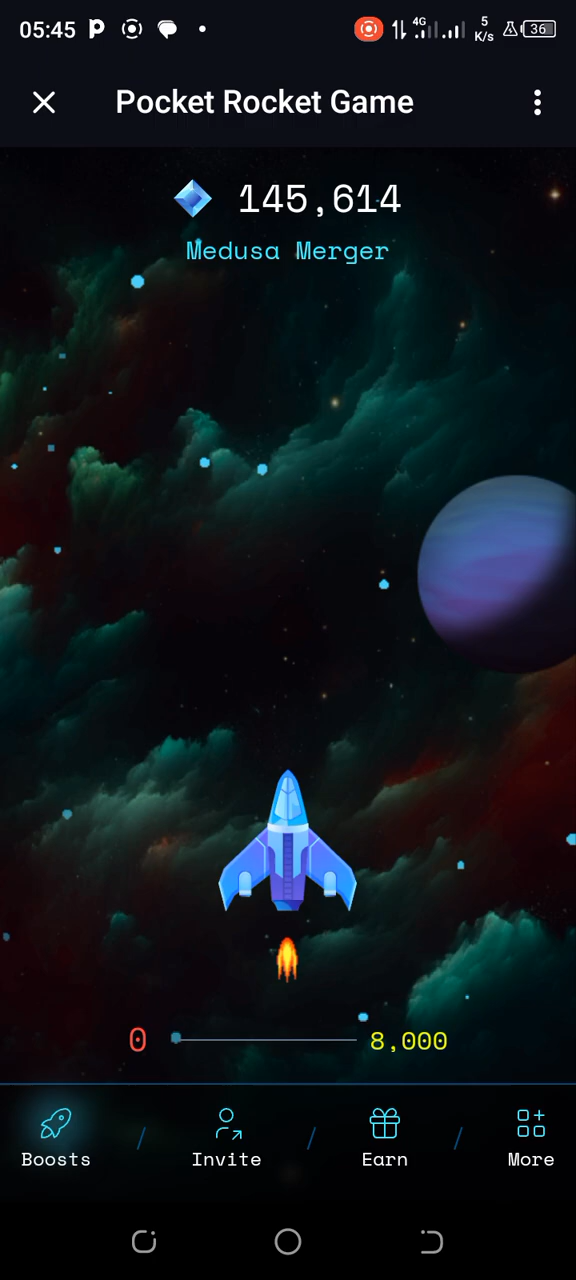 05:45 4G 5 K/s 36
Pocket Rocket Game
145,614
Medusa Merger
0 8,000
Boosts / Invite / Earn / More